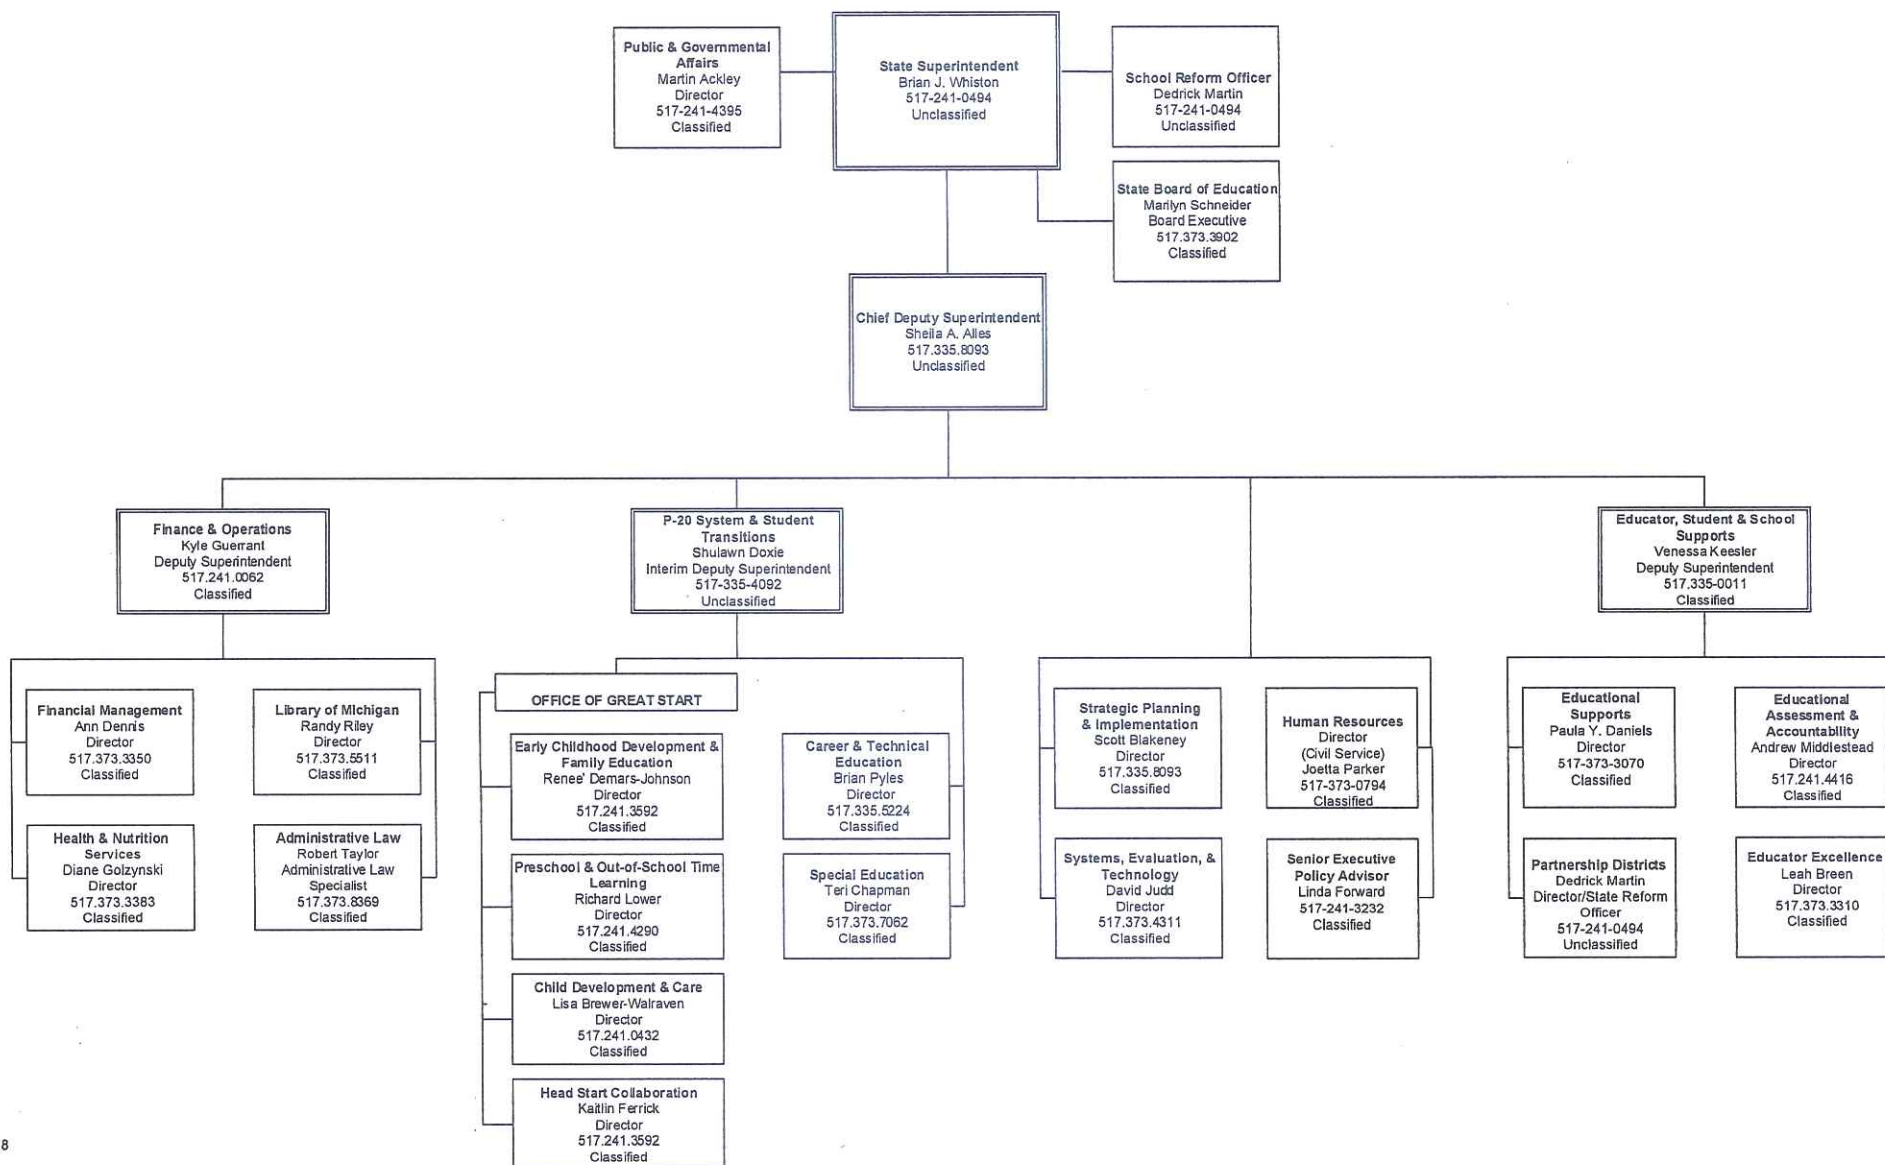 Public & Governmental
Affairs
Martin Ackley
Director
517-241-4395
Classified
State Superintendent
Brian J. Whiston
517-241-0494
Unclassified
School Reform Officer
Dedrick Martin
517-241-0494
Unclassified
State Board of Education
Marilyn Schneider
Board Executive
517.373.3902
Classified
Chief Deputy Superintendent
Sheila A. Alles
517.335.8093
Unclassified
Finance & Operations
Kyle Guerrant
Deputy Superintendent
517.241.0062
Classified
P-20 System & Student
Transitions
Shulawn Doxie
Interim Deputy Superintendent
517-335-4092
Unclassified
Educator, Student & School
Supports
Venessa Keesler
Deputy Superintendent
517.335-0011
Classified
Financial Management
Ann Dennis
Director
517.373.3350
Classified
Library of Michigan
Randy Riley
Director
517.373.5511
Classified
Health & Nutrition
Services
Diane Golzynski
Director
517.373.3383
Classified
Administrative Law
Robert Taylor
Administrative Law
Specialist
517.373.8369
Classified
OFFICE OF GREAT START
Early Childhood Development &
Family Education
Renee' Demars-Johnson
Director
517.241.3592
Classified
Preschool & Out-of-School Time
Learning
Richard Lower
Director
517.241.4290
Classified
Child Development & Care
Lisa Brewer-Walraven
Director
517.241.0432
Classified
Head Start Collaboration
Kaitlin Ferrick
Director
517.241.3592
Classified
Career & Technical
Education
Brian Pyles
Director
517.335.5224
Classified
Special Education
Teri Chapman
Director
517.373.7062
Classified
Strategic Planning
& Implementation
Scott Blakeney
Director
517.335.8093
Classified
Human Resources
Director
(Civil Service)
Joetta Parker
517-373-0794
Classified
Systems, Evaluation, &
Technology
David Judd
Director
517.373.4311
Classified
Senior Executive
Policy Advisor
Linda Forward
517-241-3232
Classified
Educational
Supports
Paula Y. Daniels
Director
517-373-3070
Classified
Educational
Assessment &
Accountability
Andrew Middlestead
Director
517.241.4416
Classified
Partnership Districts
Dedrick Martin
Director/State Reform
Officer
517-241-0494
Unclassified
Educator Excellence
Leah Breen
Director
517.373.3310
Classified
8